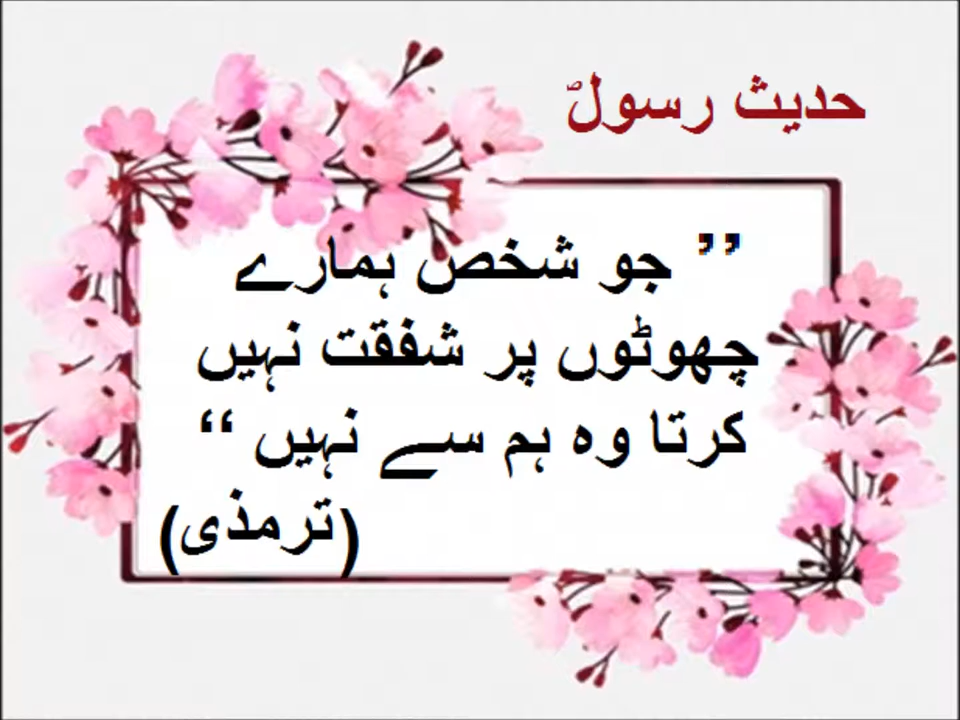 حدیث رسولؐ
’’ جو شخص ہمارے
چھوٹوں پر شفقت نہیں
کرتا وہ ہم سے نہیں ‘‘
(ترمذی)